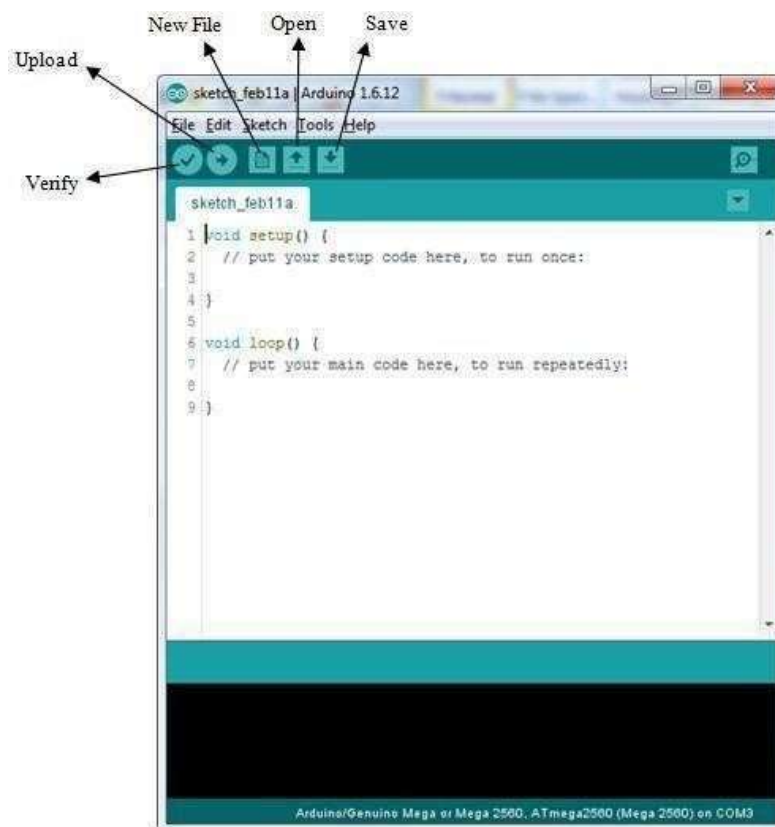 New File Open Save
Upload
sketch_feb11a | Arduino 1.6.12
File Edit Sketch Tools Help
Verify
sketch_feb11a
1 void setup() {
2 // put your setup code here, to run once:
3
4 }
5
6 void loop() {
7 // put your main code here, to run repeatedly:
8
9 }
Arduino/Genuino Mega or Mega 2560, ATmega2560 (Mega 2560) on COM3